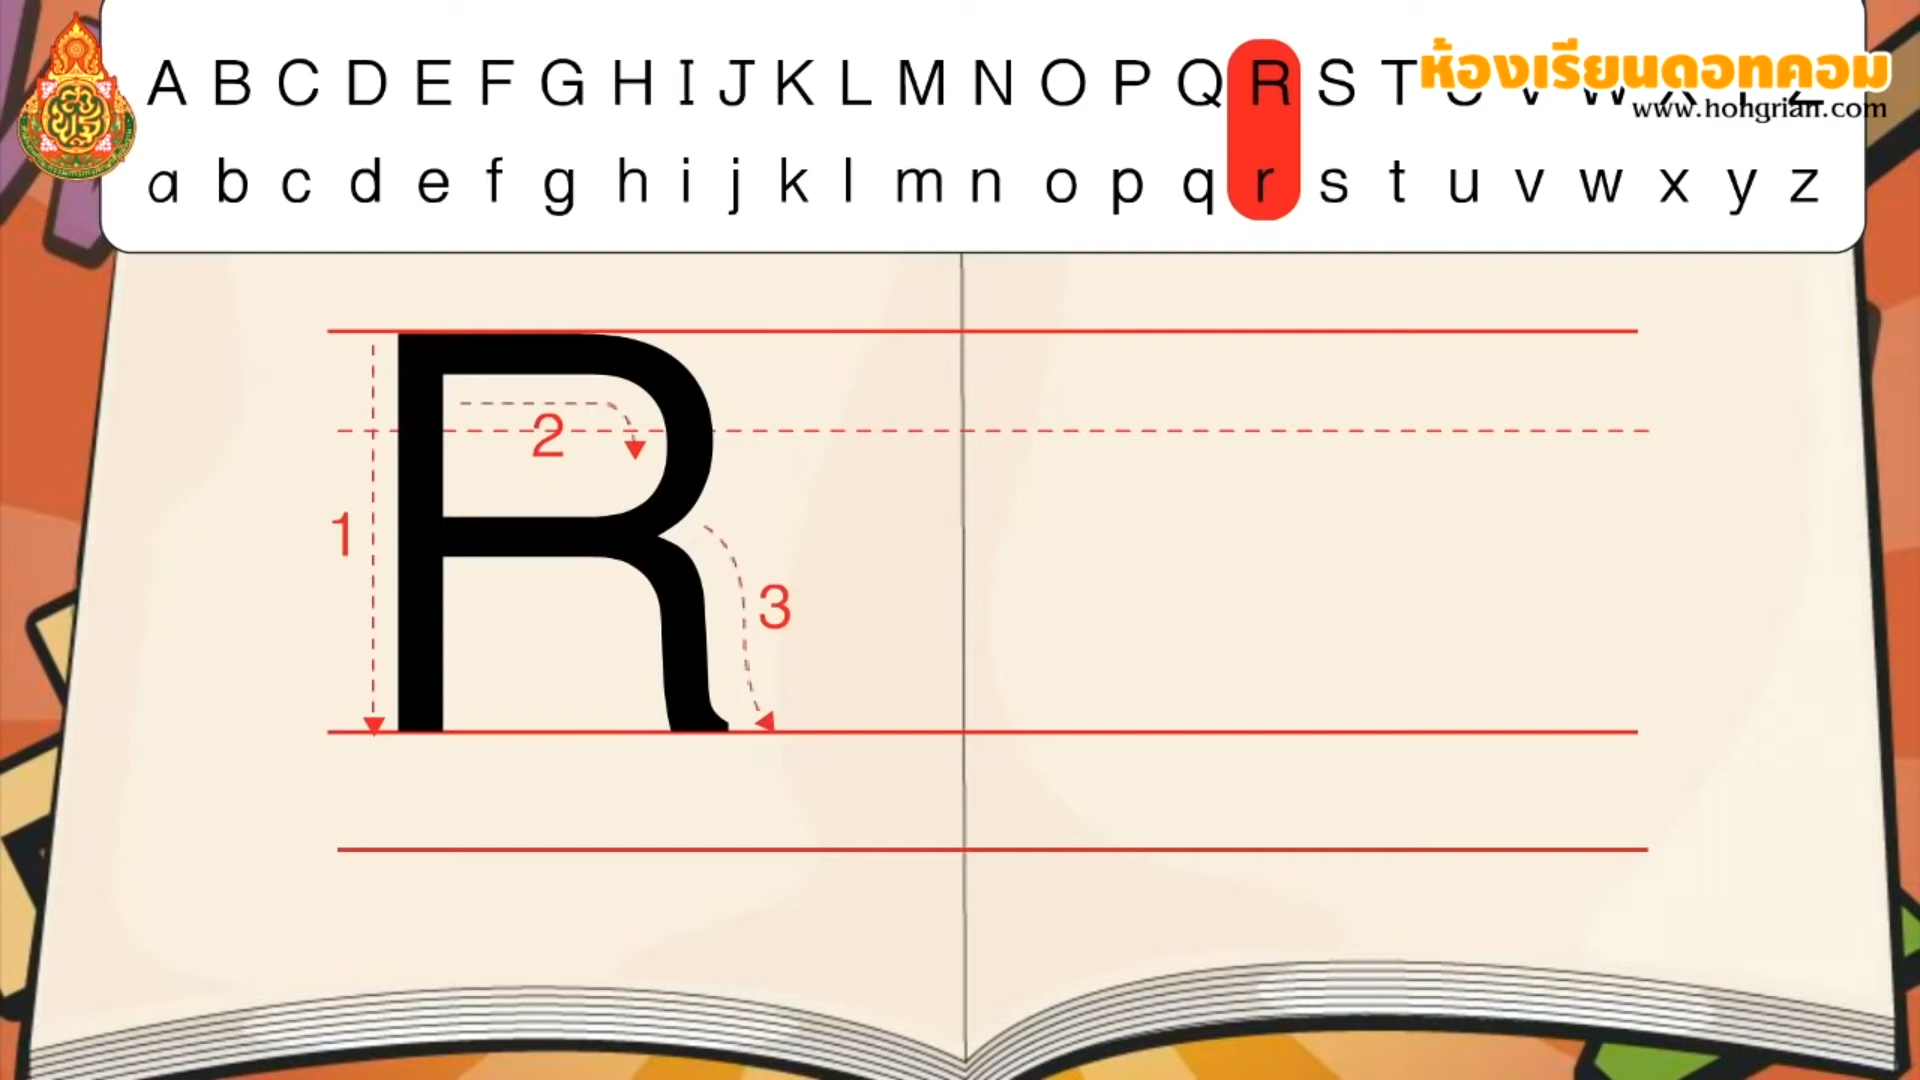 A B C D E F G H I J K L M N O P Q R S T U V W X Y Z
ห้องเรียนดอทคอม
www.hongrian.com
a b c d e f g h i j k l m n o p q r s t u v w x y z
R
2
1
3